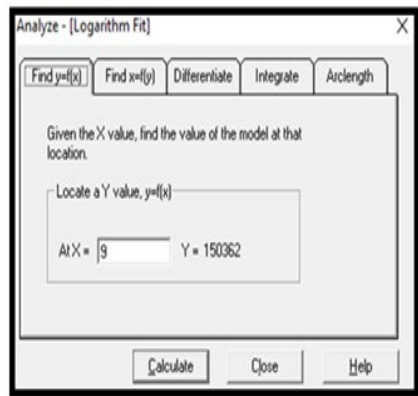 Analyze - [Logarithm Fit] X
Find y=f(x) Find x=f(y) Differentiate Integrate Arclength
Given the X value, find the value of the model at that
location.
Locate a Y value, y=f(x)
At X = 9 Y = 150362
Calculate Close Help